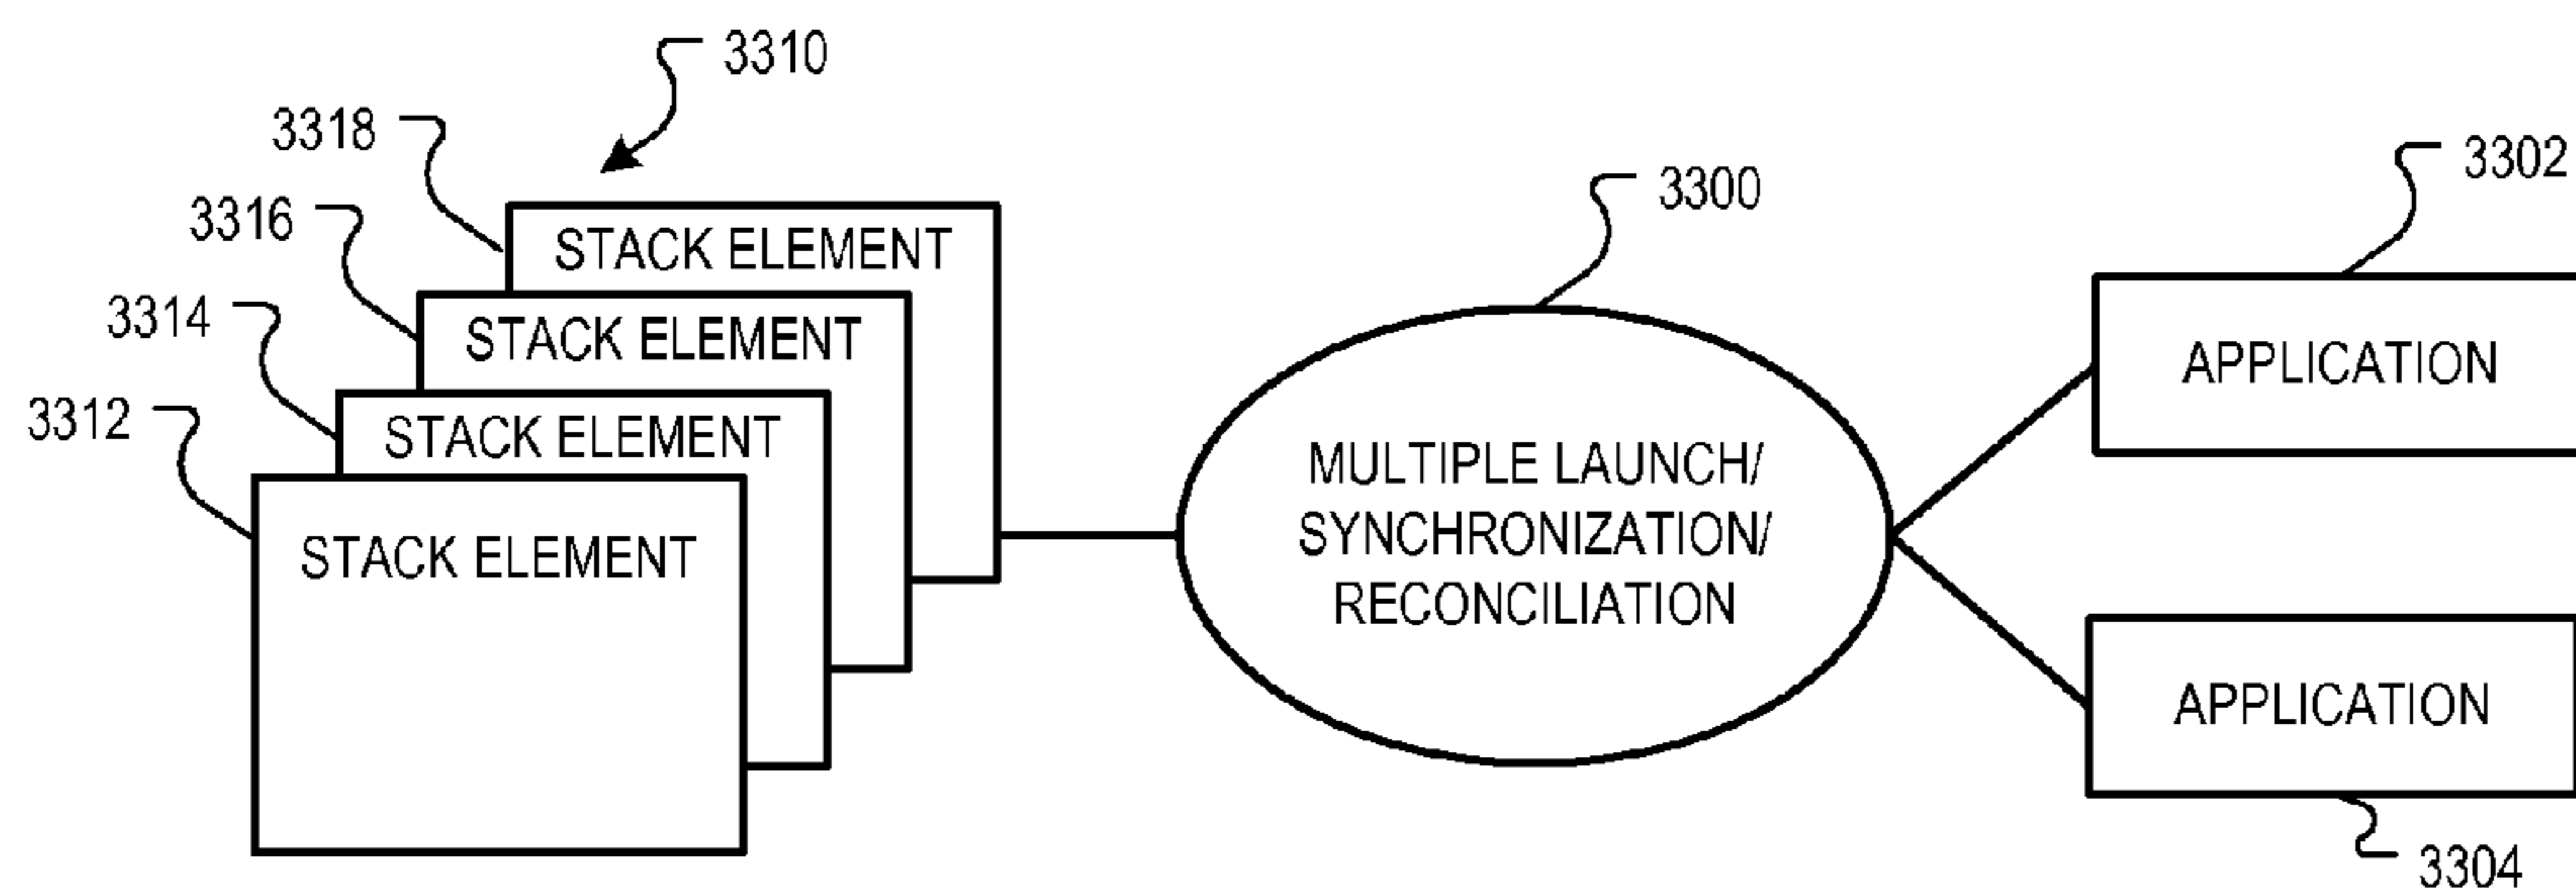 3310
3318
3302
3300
3316
STACK ELEMENT
3314
STACK ELEMENT
APPLICATION
3312
STACK ELEMENT
MULTIPLE LAUNCH/
SYNCHRONIZATION/
RECONCILIATION
STACK ELEMENT
APPLICATION
3304